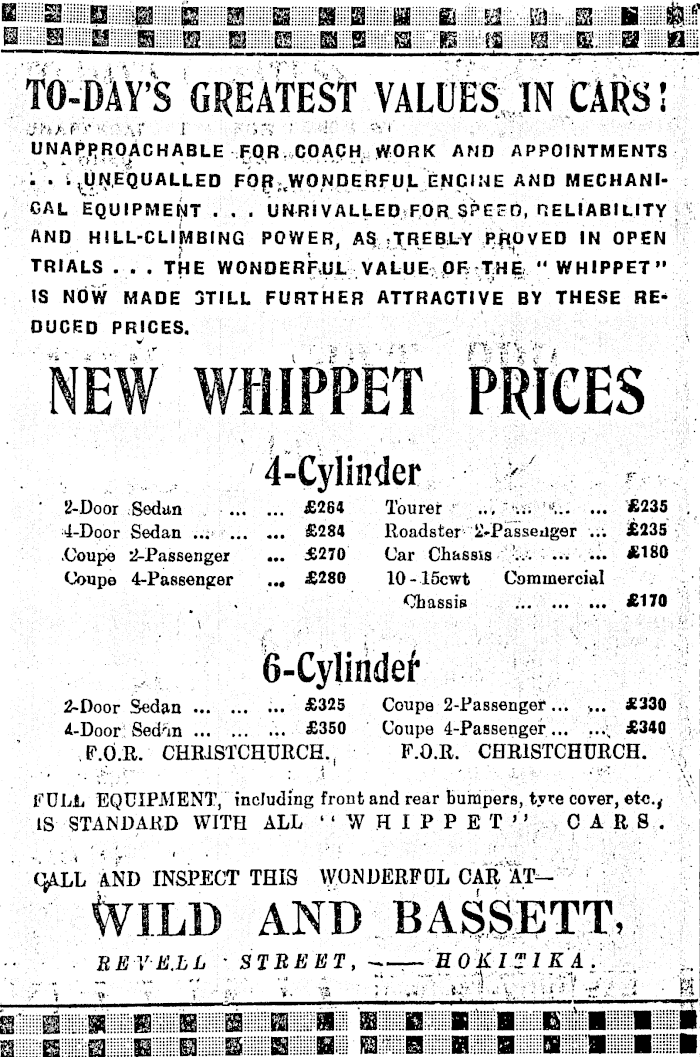 TO-DAY'S GREATEST VALUES IN CARS!
UNAPPROACHABLE FOR COACH WORK AND APPOINTMENTS
. . . UNEQUALLED FOR WONDERFUL ENGINE AND MECHANI-
CAL EQUIPMENT . . . UNRIVALLED FOR SPEED, RELIABILITY
AND HILL-CLIMBING POWER, AS TREBLY PROVED IN OPEN
TRIALS . . . THE WONDERFUL VALUE OF THE "WHIPPET"
IS NOW MADE STILL FURTHER ATTRACTIVE BY THESE RE-
DUCED PRICES.
NEW WHIPPET PRICES
4-Cylinder
2-Door Sedan ... ... £264
4-Door Sedan ... ... ... £284
Coupe 2-Passenger ... £270
Coupe 4-Passenger ... £280
Tourer ... ... ... ... £235
Roadster 2-Passenger ... £235
Car Chassis ... ... ... £180
10-15cwt Commercial
Chassis ... ... ... £170
6-Cylinder
2-Door Sedan ... ... ... £325
4-Door Sedan ... ... ... £350
F.O.R. CHRISTCHURCH.
Coupe 2-Passenger ... ... £330
Coupe 4-Passenger ... ... £340
F.O.R. CHRISTCHURCH.
FULL EQUIPMENT, including front and rear bumpers, tyre cover, etc.,
IS STANDARD WITH ALL "WHIPPET" CARS.
CALL AND INSPECT THIS WONDERFUL CAR AT—
WILD AND BASSETT,
REVELL STREET, —— HOKITIKA.